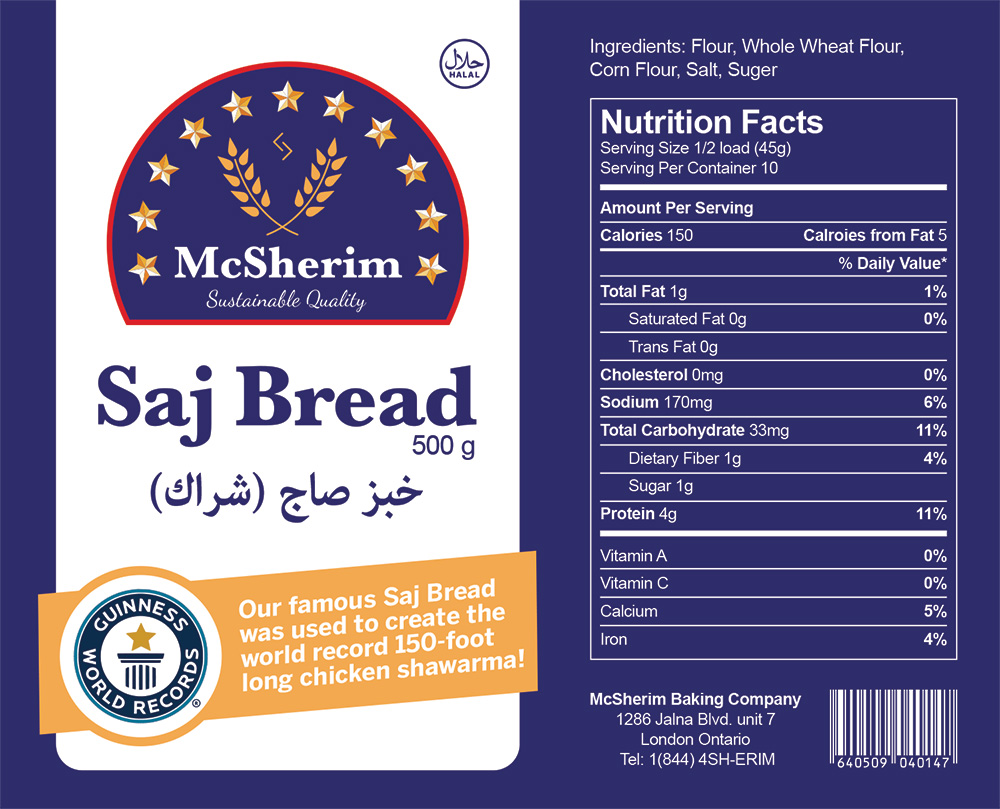 حلال
HALAL
McSherim
Sustainable Quality
Saj Bread
500 g
خبز صاج (شراك)
GUINNESS
WORLD RECORDS
®
Our famous Saj Bread
was used to create the
world record 150-foot
long chicken shawarma!
Ingredients: Flour, Whole Wheat Flour,
Corn Flour, Salt, Suger
Nutrition Facts
Serving Size 1/2 load (45g)
Serving Per Container 10
Amount Per Serving
Calories 150 Calroies from Fat 5
% Daily Value*
Total Fat 1g 1%
Saturated Fat 0g 0%
Trans Fat 0g
Cholesterol 0mg 0%
Sodium 170mg 6%
Total Carbohydrate 33mg 11%
Dietary Fiber 1g 4%
Sugar 1g
Protein 4g 11%
Vitamin A 0%
Vitamin C 0%
Calcium 5%
Iron 4%
McSherim Baking Company
1286 Jalna Blvd. unit 7
London Ontario
Tel: 1(844) 4SH-ERIM
640509 040147